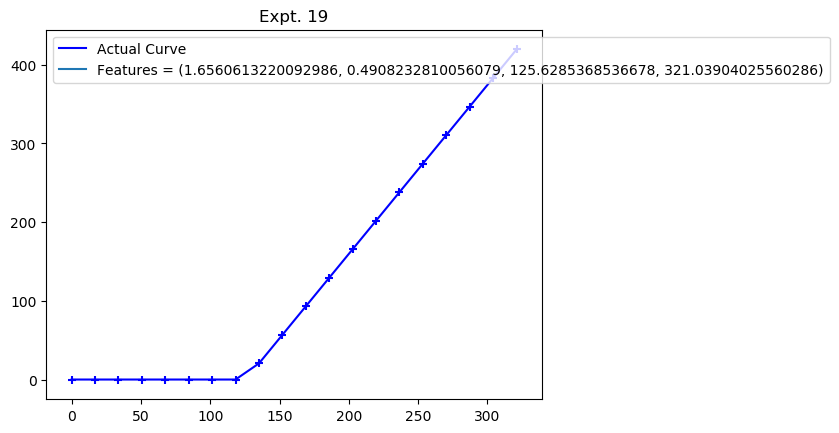 Expt. 19
Actual Curve
Features = (1.6560613220092986, 0.4908232810056079, 125.6285368536678, 321.03904025560286)
400
300
200
100
0
0 50 100 150 200 250 300